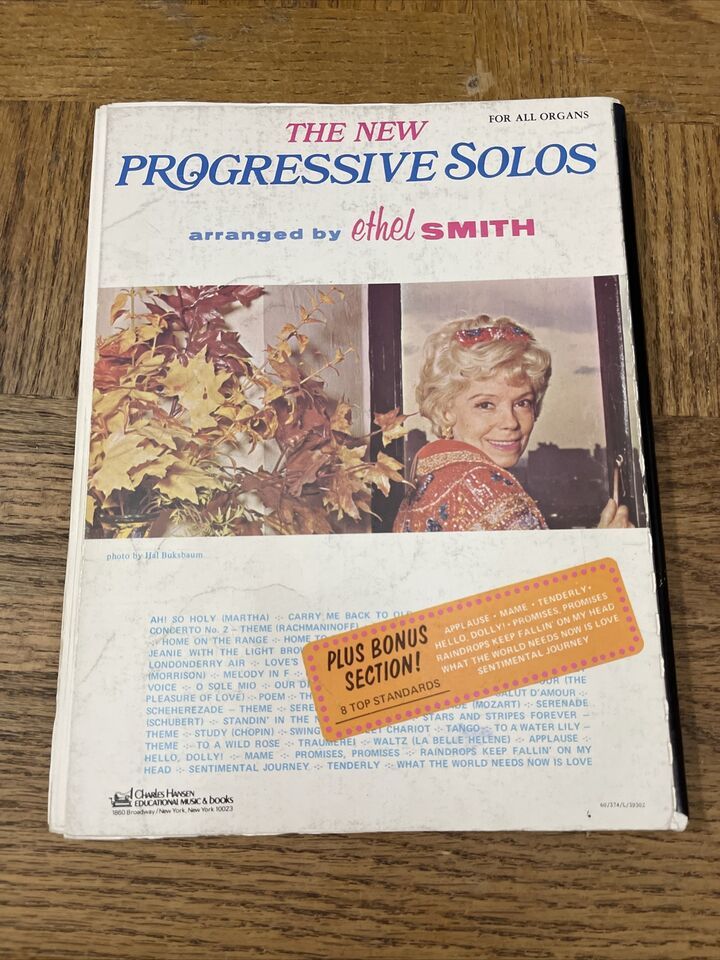 FOR ALL ORGANS
THE NEW
PROGRESSIVE SOLOS
arranged by ethel SMITH
photo by Hal Buksbaum
AH! SO HOLY (MARTHA) -:- CARRY ME BACK TO OLD
CONCERTO No. 2 - THEME (RACHMANINOFF)
-:- HOME ON THE RANGE -:- HOME
JEANIE WITH THE LIGHT
LONDONDERRY AIR -:- LOVE'S
(MORRISON) -:- MELODY IN F -:-
VOICE -:- O SOLE MIO -:- OUR
PLEASURE OF LOVE) -:- POEM -:-
SCHEHEREZADE - THEME -:-
(MOZART) -:- SERENADE
(SCHUBERT) -:- STANDIN' IN THE
STARS AND STRIPES FOREVER -
THEME -:- STUDY (CHOPIN) -:-
CHARIOT -:- TANGO -:- TO A WATER LILY -
THEME -:- TO A WILD ROSE -:- TRAUMEREI -:- WALTZ (LA BELLE HELENE) -:- APPLAUSE -:-
HELLO, DOLLY! -:- MAME -:- PROMISES, PROMISES -:- RAINDROPS KEEP FALLIN' ON MY
HEAD -:- SENTIMENTAL JOURNEY -:- TENDERLY -:- WHAT THE WORLD NEEDS NOW IS LOVE
PLUS BONUS
SECTION!
8 TOP STANDARDS
APPLAUSE • MAME • TENDERLY •
HELLO, DOLLY! • PROMISES, PROMISES
RAINDROPS KEEP FALLIN' ON MY HEAD
WHAT THE WORLD NEEDS NOW IS LOVE
SENTIMENTAL JOURNEY
CHARLES HANSEN
EDUCATIONAL MUSIC & books
1860 Broadway/New York, New York 10023